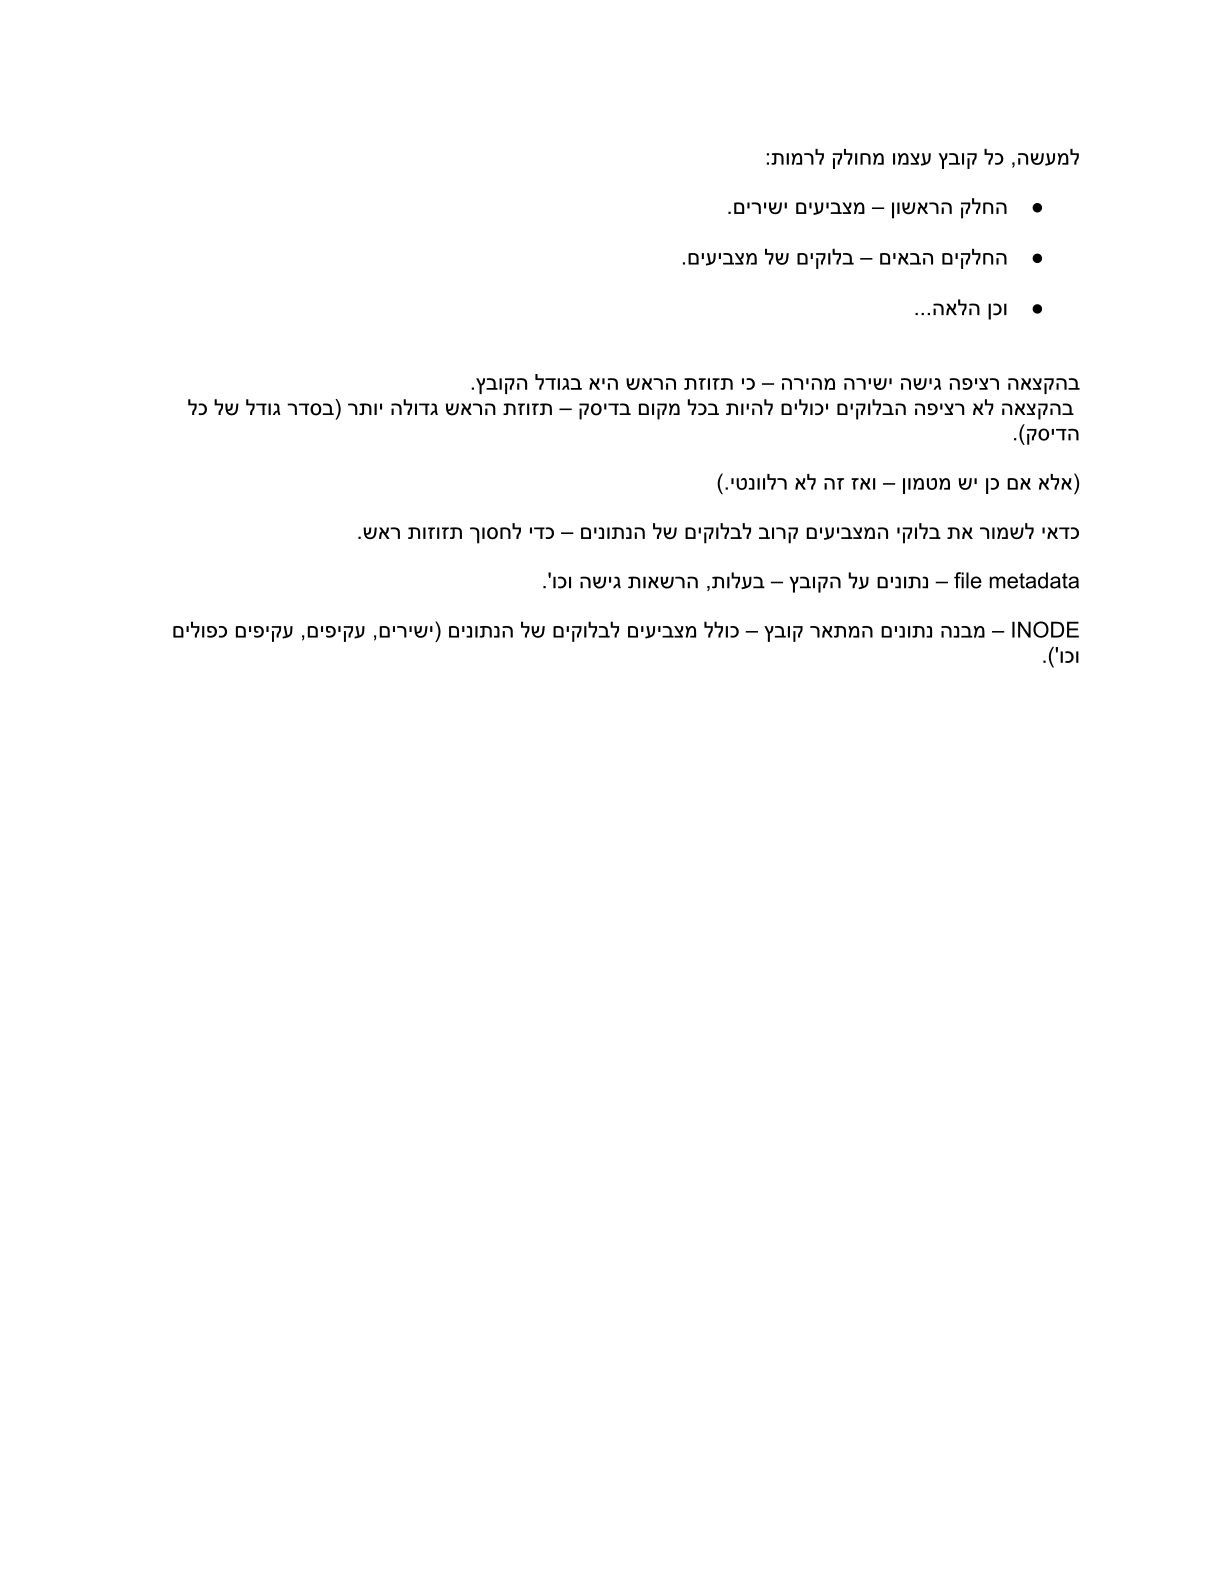 למעשה, כל קובץ עצמו מחולק לרמות:
● החלק הראשון – מצביעים ישירים.
● החלקים הבאים – בלוקים של מצביעים.
● וכן הלאה...
בהקצאה רציפה גישה ישירה מהירה – כי תזוזת הראש היא בגודל הקובץ.
בהקצאה לא רציפה הבלוקים יכולים להיות בכל מקום בדיסק – תזוזת הראש גדולה יותר (בסדר גודל של כל
הדיסק).
(אלא אם כן יש מטמון – ואז זה לא רלוונטי.)
כדאי לשמור את בלוקי המצביעים קרוב לבלוקים של הנתונים – כדי לחסוך תזוזות ראש.
file metadata – נתונים על הקובץ – בעלות, הרשאות גישה וכו'.
INODE – מבנה נתונים המתאר קובץ – כולל מצביעים לבלוקים של הנתונים (ישירים, עקיפים, עקיפים כפולים
וכו').